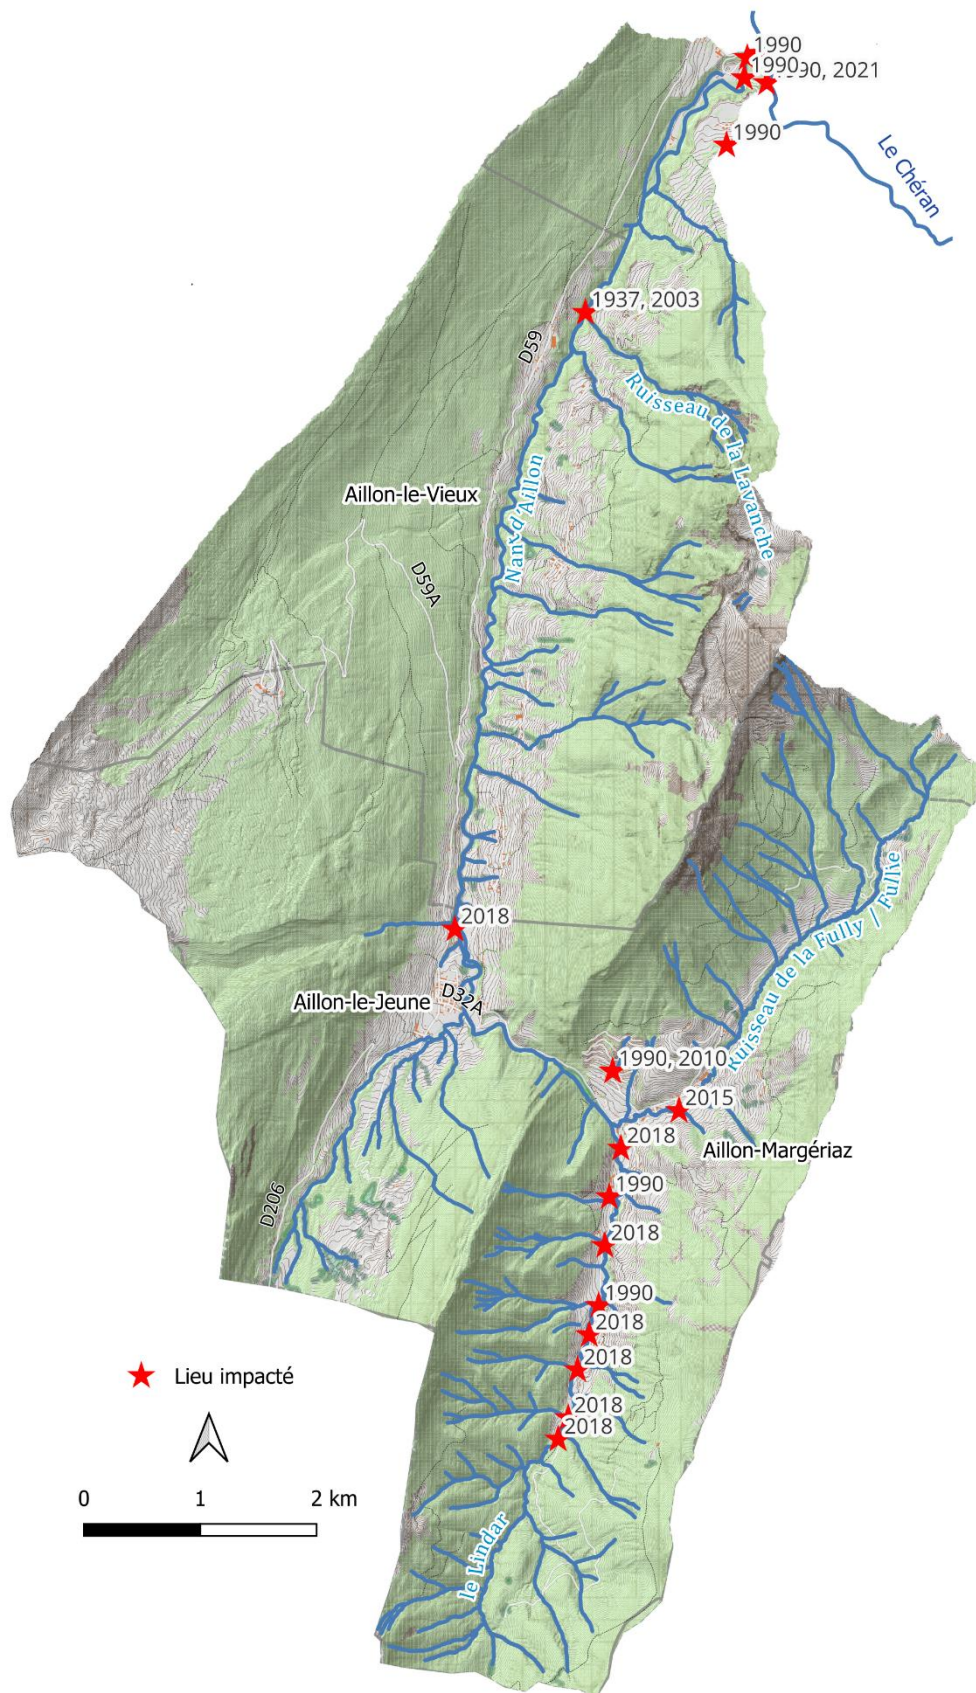 1990
1990
990, 2021
1990
Le Chéran
1937, 2003
D59
Ruisseau de la Lavanche
Aillon-le-Vieux
Nant d'Aillon
D59A
Ruisseau de la Fully / Fullie
2018
Aillon-le-Jeune
D32A
1990, 2010
2015
2018
Aillon-Margériaz
1990
D206
2018
1990
2018
2018
Lieu impacté
2018
2018
0 1 2 km
le Lindar